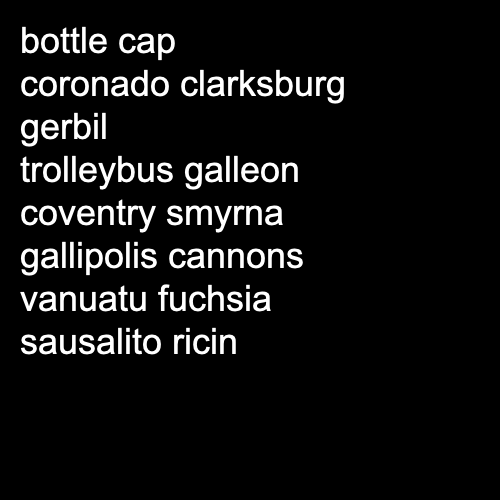 bottle cap
coronado clarksburg
gerbil
trolleybus galleon
coventry smyrna
gallipolis cannons
vanuatu fuchsia
sausalito ricin